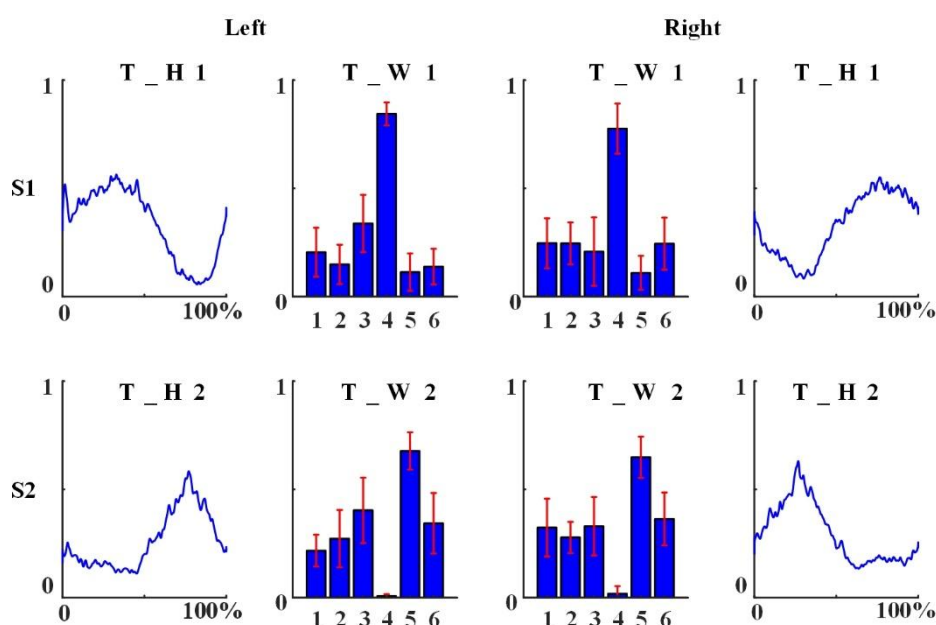 Left Right
T _ H 1 T _ W 1 T _ W 1 T _ H 1
1 1 1 1
S1
0 0 0 0
0 100% 1 2 3 4 5 6 1 2 3 4 5 6 0 100%
T _ H 2 T _ W 2 T _ W 2 T _ H 2
1 1 1 1
S2
0 0 0 0
0 100% 1 2 3 4 5 6 1 2 3 4 5 6 0 100%